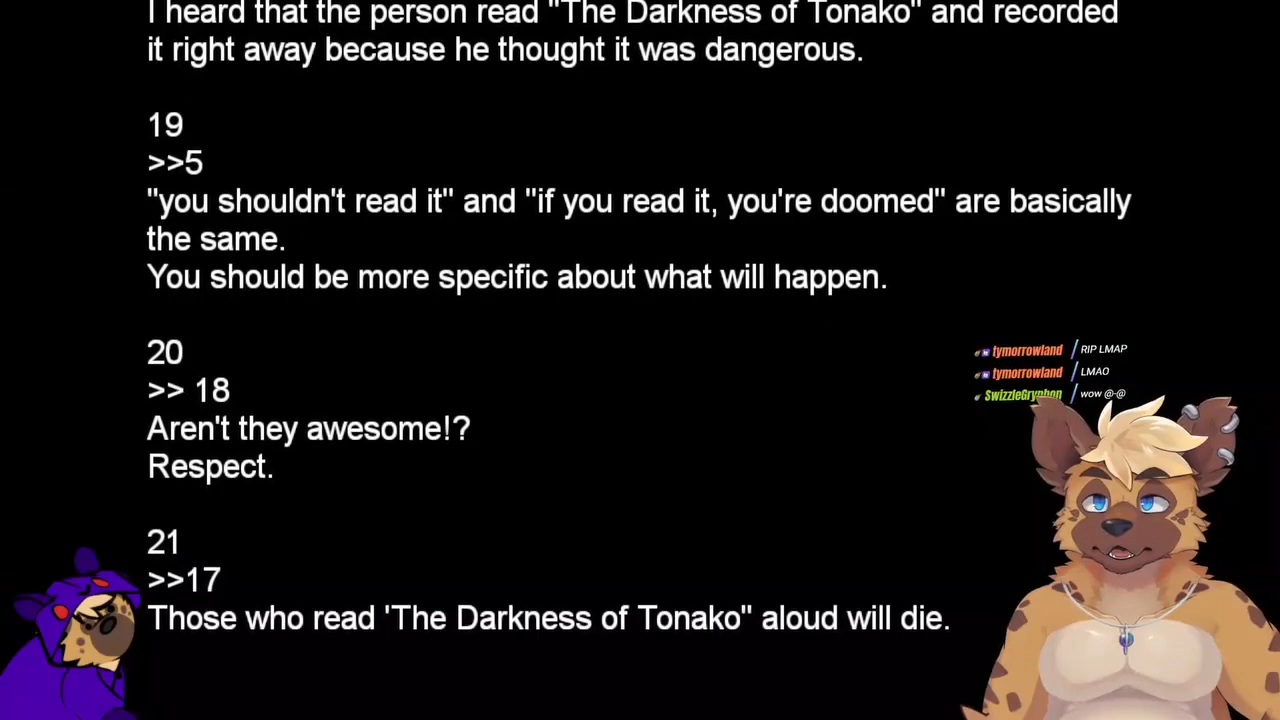 I heard that the person read "The Darkness of Tonako" and recorded
it right away because he thought it was dangerous.
19
>>5
"you shouldn't read it" and "if you read it, you're doomed" are basically
the same.
You should be more specific about what will happen.
20
>> 18
Aren't they awesome!?
Respect.
21
>>17
Those who read 'The Darkness of Tonako" aloud will die.
tymorrowland / RIP LMAP
tymorrowland / LMAO
SwizzleGryphon / wow @-@